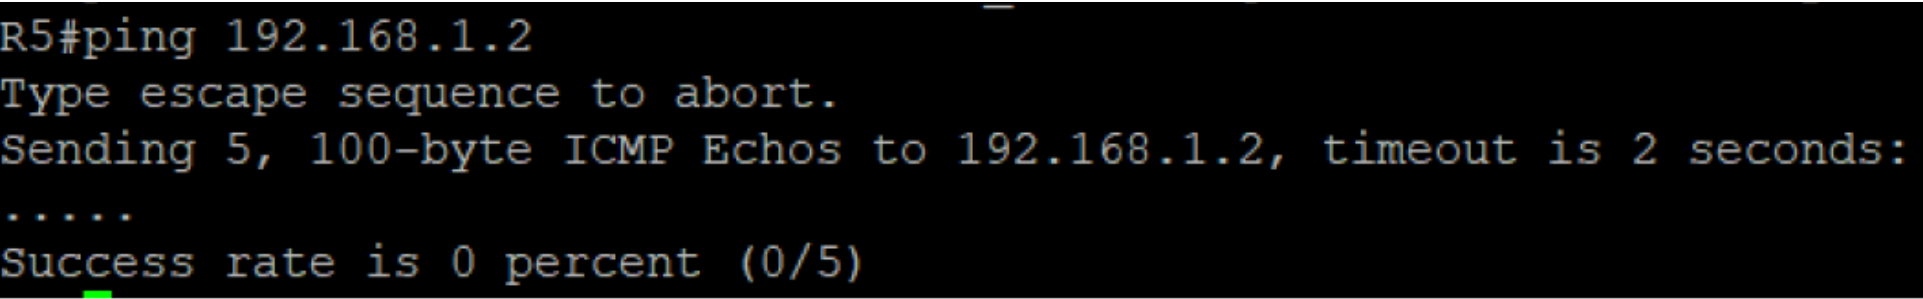 R5#ping 192.168.1.2
Type escape sequence to abort.
Sending 5, 100-byte ICMP Echos to 192.168.1.2, timeout is 2 seconds:
.....
Success rate is 0 percent (0/5)